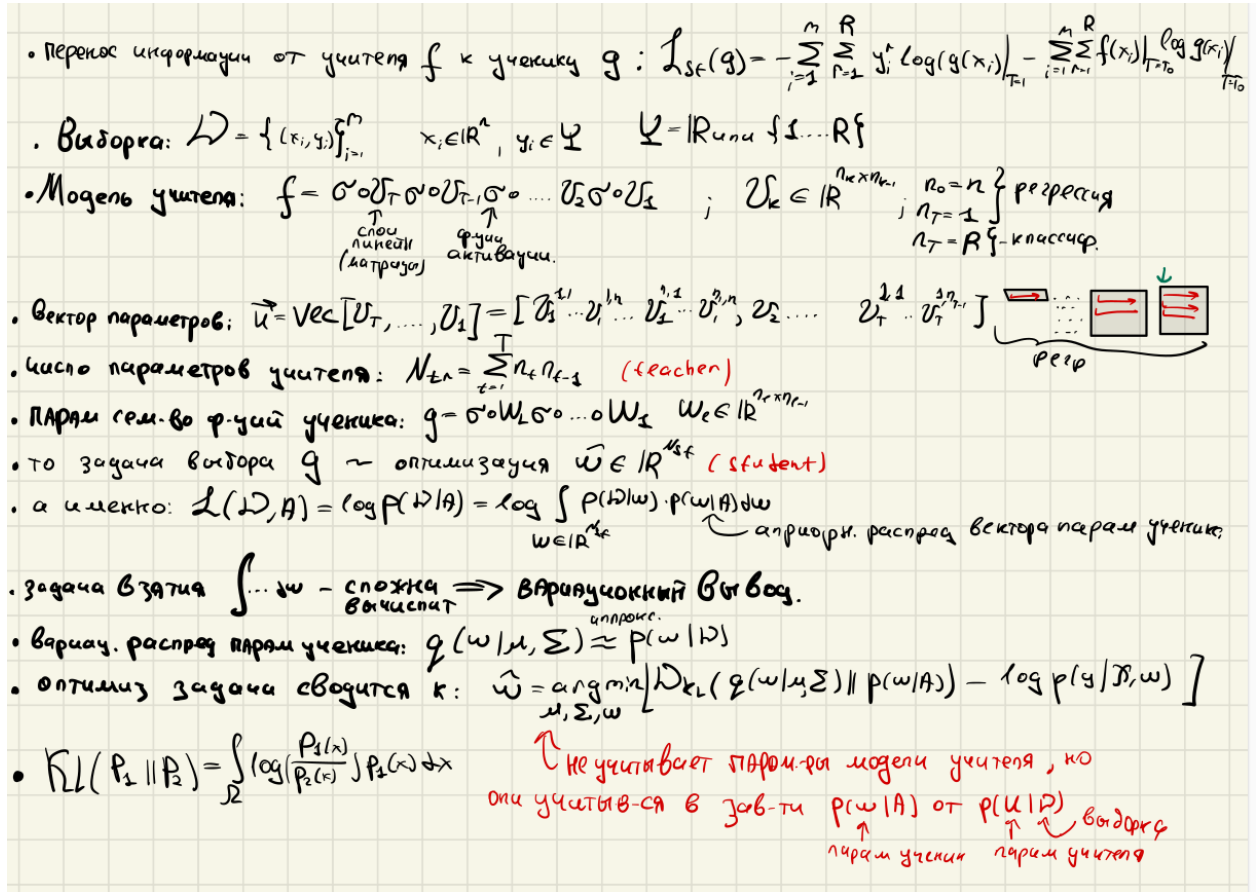 • Перенос информации от учителя f к ученику g : ℒ_st(g) = - ∑_{i=1}^{m} ∑_{r=1}^{R} y_i^r log(g(x_i)|_{T=1} - ∑_{i=1}^{m} ∑_{r=1}^{R} f(x_i)|_{T=T_0} log g(x_i)|_{T=T_0}
• Выборка: D = {(x_i, y_i)}_{i=1}^{m} x_i ∈ ℝ^n, y_i ∈ Y Y = ℝ или {1....R}
• Модель учителя: f = σ∘U_T σ∘U_{T-1} σ∘ .... U_2 σ∘U_1 ; U_k ∈ ℝ^{n_k × n_{k-1}} ; n_0 = n n_T = 1 } регрессия
n_T = R }-классиф.
↑ слои линейн (матрицы) ↑ ф-ции активации.
• Вектор параметров: u⃗ = vec[U_T, ..., U_1] = [U_1^{1,1}...U_1^{1,n}... U_1^{n,1}...U_1^{n,n}, U_2.... U_T^{1,1}...U_T^{1,n_{T-1}}]
регр
• число параметров учителя: N_tr = ∑_{t=1}^{T} n_t n_{t-1} (teacher)
• ПАРАМ сем-во ф-ций ученика: g = σ∘W_L σ∘...∘W_1 W_ℓ ∈ ℝ^{n_ℓ × n_{ℓ-1}}
• то задача выбора g ~ оптимизация ŵ ∈ ℝ^{N_st} (student)
• а именно: ℒ(D, A) = log p(D|A) = log ∫_{w∈ℝ^{N_st}} p(D|w)·p(w|A)dw
априорн. распред вектора парам ученика
• задача взятия ∫... dw - сложна вычислит ⟹ ВАРИАЦИОННЫЙ Вывод.
• вариац. распред ПАРАМ ученика: q(w|μ, Σ) ≈ p(w|D)
аппрокс.
• оптимиз задача сводится к: ŵ = argmin_{μ,Σ,w} [D_KL(q(w|μ,Σ)||p(w|A)) - log p(y|X,w)]
• KL(P_1||P_2) = ∫_Ω log(P_1(x)/P_2(x)) p_1(x) dx
не учитывает ПАРАМ-ры модели учителя, но
они учитыв-ся в зав-ти p(w|A) от p(u|D)
выборка
парам ученик парам учителя